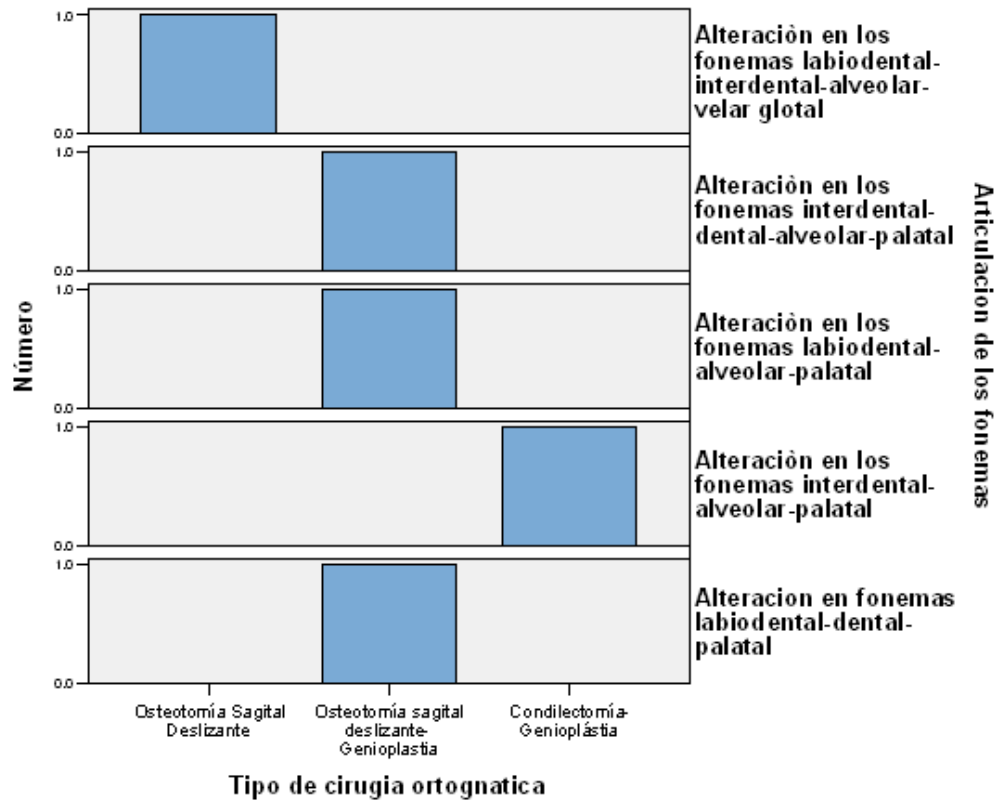 1.0
0.0
Alteraciòn en los
fonemas labiodental-
interdental-alveolar-
velar glotal
1.0
0.0
Alteraciòn en los
fonemas interdental-
dental-alveolar-palatal
1.0
0.0
Alteraciòn en los
fonemas labiodental-
alveolar-palatal
1.0
0.0
Alteraciòn en los
fonemas interdental-
alveolar-palatal
1.0
0.0
Alteracion en fonemas
labiodental-dental-
palatal
Número
Articulacion de los fonemas
Osteotomía Sagital
Deslizante
Osteotomía sagital
deslizante-
Genioplastia
Condilectomía-
Genioplástia
Tipo de cirugia ortognatica